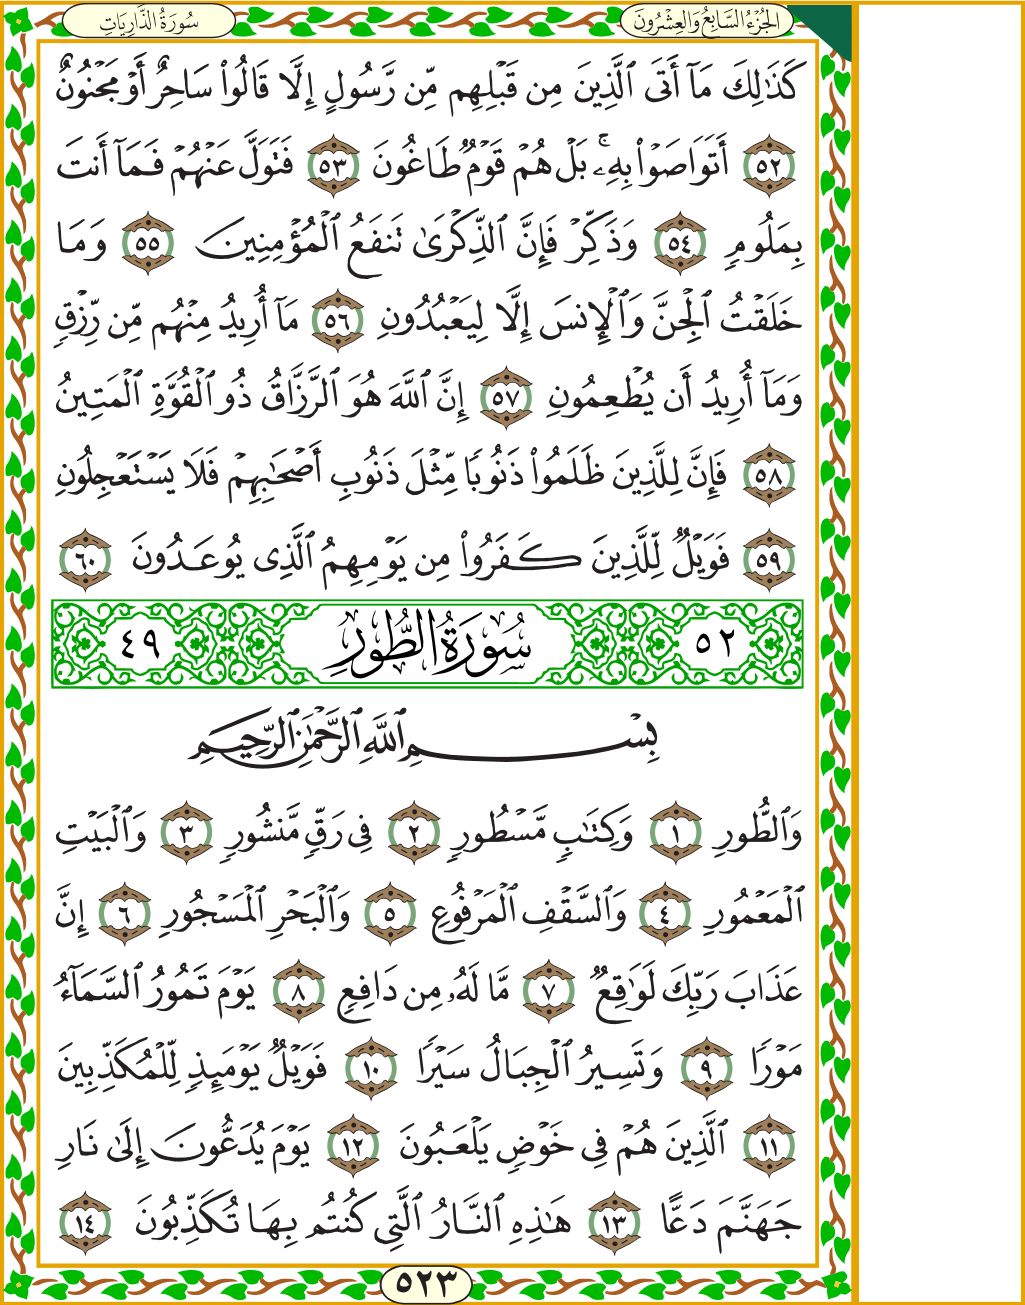 سُورَةُ الذَّارِيَاتِ
الجُزْءُ السَّابِعُ وَالعِشْرُونَ
كَذَٰلِكَ مَآ أَتَى ٱلَّذِينَ مِن قَبْلِهِم مِّن رَّسُولٍ إِلَّا قَالُوا۟ سَاحِرٌ أَوْ مَجْنُونٌ
٥٢ أَتَوَاصَوْا۟ بِهِۦ ۚ بَلْ هُمْ قَوْمٌ طَاغُونَ ٥٣ فَتَوَلَّ عَنْهُمْ فَمَآ أَنتَ
بِمَلُومٍ ٥٤ وَذَكِّرْ فَإِنَّ ٱلذِّكْرَىٰ تَنفَعُ ٱلْمُؤْمِنِينَ ٥٥ وَمَا
خَلَقْتُ ٱلْجِنَّ وَٱلْإِنسَ إِلَّا لِيَعْبُدُونِ ٥٦ مَآ أُرِيدُ مِنْهُم مِّن رِّزْقٍ
وَمَآ أُرِيدُ أَن يُطْعِمُونِ ٥٧ إِنَّ ٱللَّهَ هُوَ ٱلرَّزَّاقُ ذُو ٱلْقُوَّةِ ٱلْمَتِينُ
٥٨ فَإِنَّ لِلَّذِينَ ظَلَمُوا۟ ذَنُوبًا مِّثْلَ ذَنُوبِ أَصْحَٰبِهِمْ فَلَا يَسْتَعْجِلُونِ
٥٩ فَوَيْلٌ لِّلَّذِينَ كَفَرُوا۟ مِن يَوْمِهِمُ ٱلَّذِى يُوعَدُونَ ٦٠
٥٢ سُورَةُ الطُّورِ ٤٩
بِسْمِ ٱللَّهِ ٱلرَّحْمَٰنِ ٱلرَّحِيمِ
وَٱلطُّورِ ١ وَكِتَٰبٍ مَّسْطُورٍ ٢ فِى رَقٍّ مَّنشُورٍ ٣ وَٱلْبَيْتِ
ٱلْمَعْمُورِ ٤ وَٱلسَّقْفِ ٱلْمَرْفُوعِ ٥ وَٱلْبَحْرِ ٱلْمَسْجُورِ ٦ إِنَّ
عَذَابَ رَبِّكَ لَوَٰقِعٌ ٧ مَّا لَهُۥ مِن دَافِعٍ ٨ يَوْمَ تَمُورُ ٱلسَّمَآءُ
مَوْرًا ٩ وَتَسِيرُ ٱلْجِبَالُ سَيْرًا ١٠ فَوَيْلٌ يَوْمَئِذٍ لِّلْمُكَذِّبِينَ
١١ ٱلَّذِينَ هُمْ فِى خَوْضٍ يَلْعَبُونَ ١٢ يَوْمَ يُدَعُّونَ إِلَىٰ نَارِ
جَهَنَّمَ دَعًّا ١٣ هَٰذِهِ ٱلنَّارُ ٱلَّتِى كُنتُم بِهَا تُكَذِّبُونَ ١٤
٥٢٣